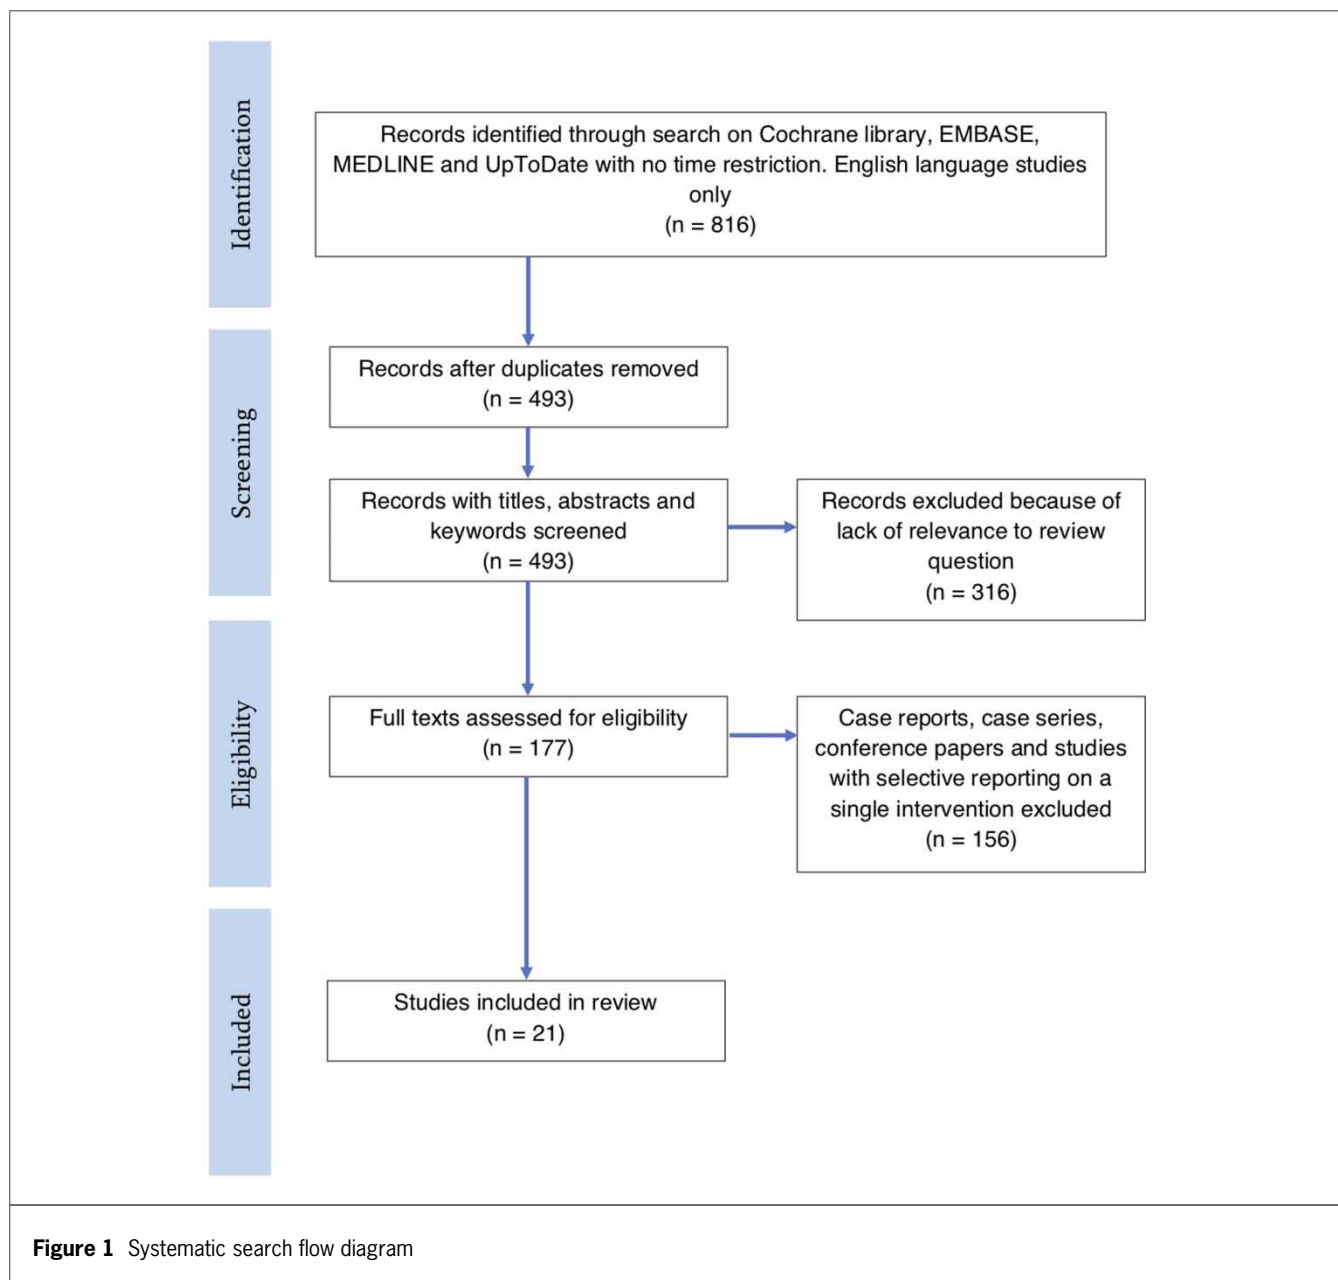 Identification
Records identified through search on Cochrane library, EMBASE,
MEDLINE and UpToDate with no time restriction. English language studies
only
(n = 816)
Screening
Records after duplicates removed
(n = 493)
Records with titles, abstracts and
keywords screened
(n = 493)
Records excluded because of
lack of relevance to review
question
(n = 316)
Eligibility
Full texts assessed for eligibility
(n = 177)
Case reports, case series,
conference papers and studies
with selective reporting on a
single intervention excluded
(n = 156)
Included
Studies included in review
(n = 21)
Figure 1 Systematic search flow diagram